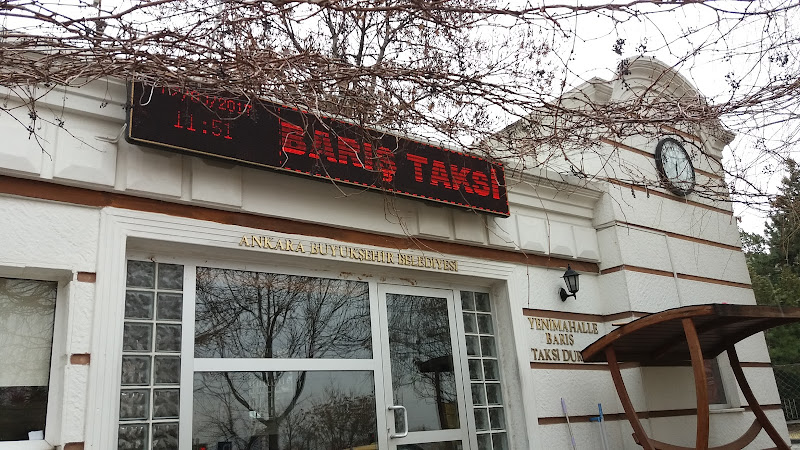 11:51
BARIŞ TAKSİ
ANKARA BÜYÜKŞEHİR BELEDİYESİ
YENİMAHALLE
BARIŞ
TAKSİ